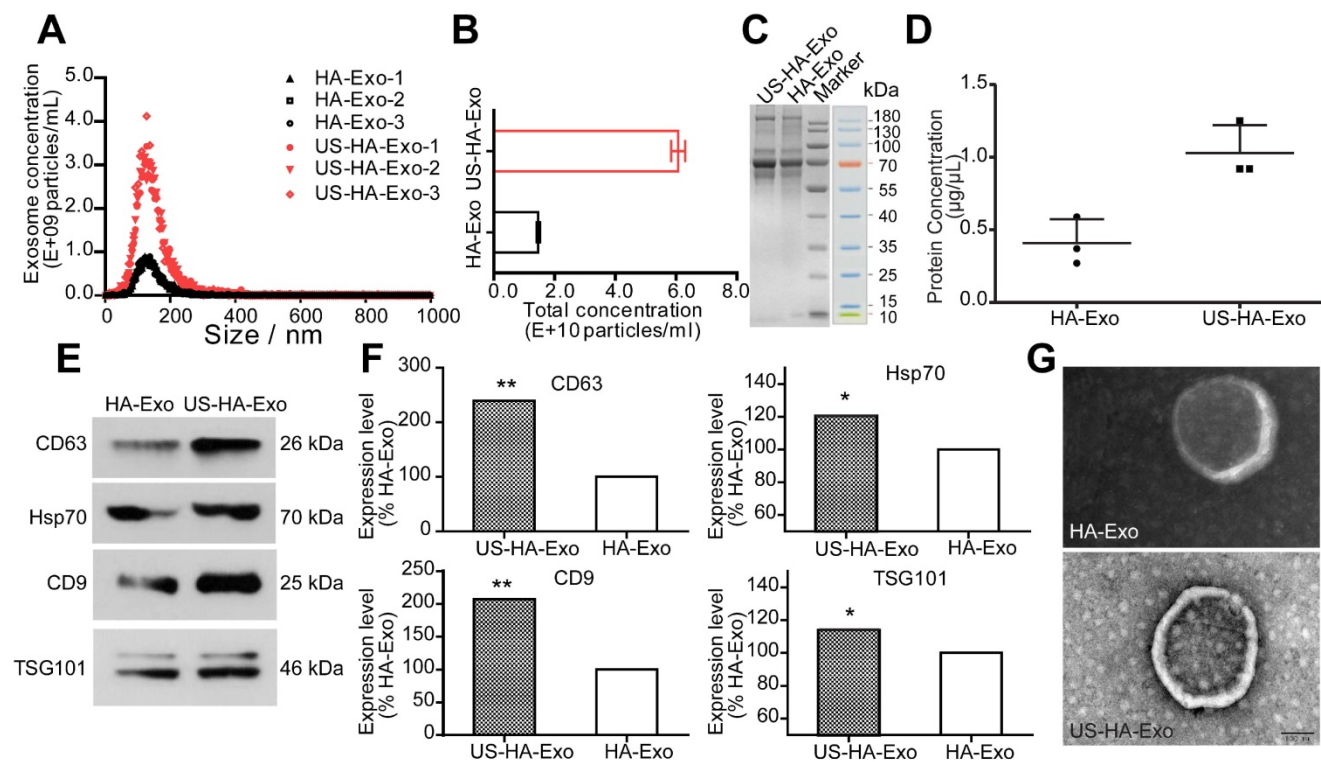 A
Exosome concentration
(E+09 particles/mL)
5.0
4.0
3.0
2.0
1.0
0.0
0
200
400
600
800
1000
Size / nm
HA-Exo-1
HA-Exo-2
HA-Exo-3
US-HA-Exo-1
US-HA-Exo-2
US-HA-Exo-3
B
US-HA-Exo
HA-Exo
0.0
2.0
4.0
6.0
8.0
Total concentration
(E+10 particles/ml)
C
US-HA-Exo
HA-Exo
Marker
kDa
180
130
100
70
55
40
35
25
15
10
D
Protein Concentration
(µg/µL)
1.5
1.0
0.5
0.0
HA-Exo
US-HA-Exo
E
HA-Exo US-HA-Exo
CD63
26 kDa
Hsp70
70 kDa
CD9
25 kDa
TSG101
46 kDa
F
Expression level
(% HA-Exo)
300
200
100
0
**
CD63
US-HA-Exo
HA-Exo
Expression level
(% HA-Exo)
140
120
100
80
60
*
Hsp70
US-HA-Exo
HA-Exo
Expression level
(% HA-Exo)
200
150
100
50
0
**
CD9
US-HA-Exo
HA-Exo
Expression level
(% HA-Exo)
140
120
100
80
60
*
TSG101
US-HA-Exo
HA-Exo
G
HA-Exo
US-HA-Exo